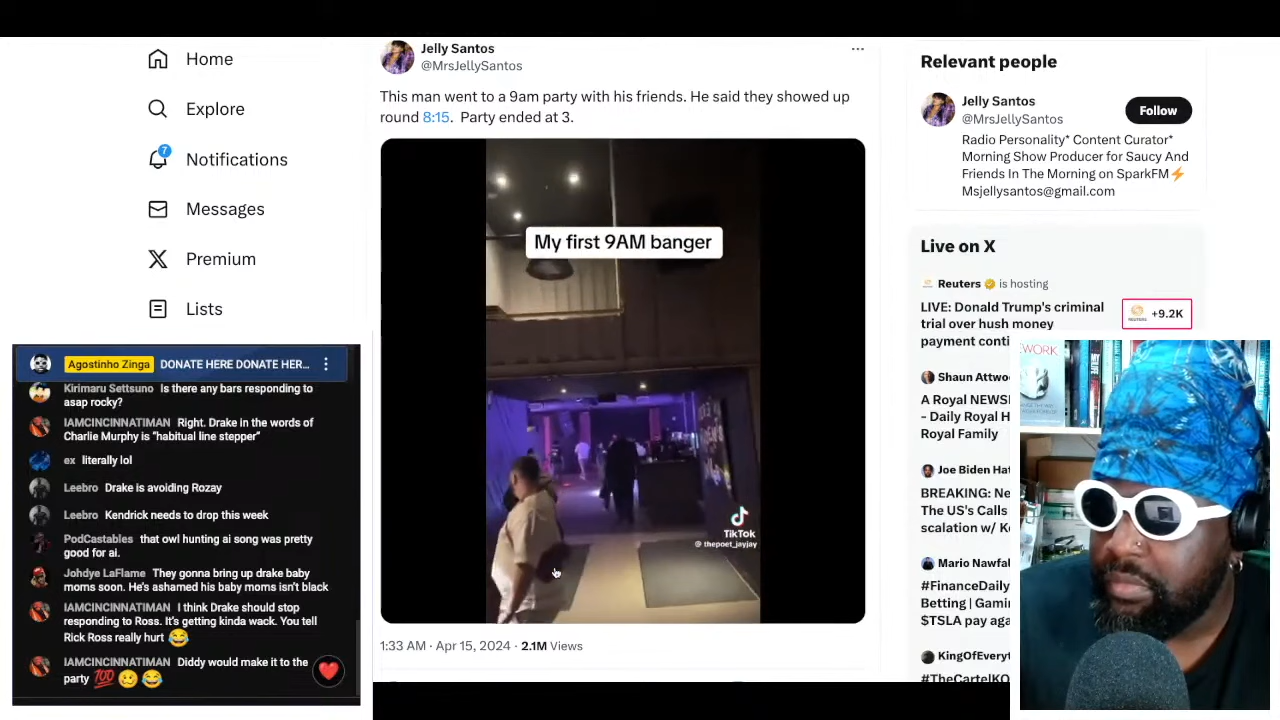 Home
Explore
7
Notifications
Messages
Premium
Lists
Jelly Santos
@MrsJellySantos
This man went to a 9am party with his friends. He said they showed up
round 8:15. Party ended at 3.
My first 9AM banger
TikTok
@ thepoet_jayjay
1:33 AM · Apr 15, 2024 · 2.1M Views
Relevant people
Jelly Santos
@MrsJellySantos
Follow
Radio Personality* Content Curator*
Morning Show Producer for Saucy And
Friends In The Morning on SparkFM⚡
Msjellysantos@gmail.com
Live on X
Reuters is hosting
LIVE: Donald Trump's criminal
trial over hush money
payment conti
REUTERS +9.2K
Shaun Attwo
A Royal NEWS
- Daily Royal H
Royal Family
Joe Biden Hat
BREAKING: Ne
The US's Calls
scalation w/
Mario Nawfal
#FinanceDaily
Betting | Gami
$TSLA pay aga
KingOfEveryt
#TheCartelKO
Agostinho Zinga DONATE HERE DONATE HER...
Kirimaru Settsuno Is there any bars responding to
asap rocky?
IAMCINCINNATIMAN Right. Drake in the words of
Charlie Murphy is “habitual line stepper”
ex literally lol
Leebro Drake is avoiding Rozay
Leebro Kendrick needs to drop this week
PodCastables that owl hunting ai song was pretty
good for ai.
Johdye LaFlame They gonna bring up drake baby
moms soon. He's ashamed his baby moms isn't black
IAMCINCINNATIMAN I think Drake should stop
responding to Ross. It’s getting kinda wack. You tell
Rick Ross really hurt 😂
IAMCINCINNATIMAN Diddy would make it to the
party 💯🥴😂
WORK